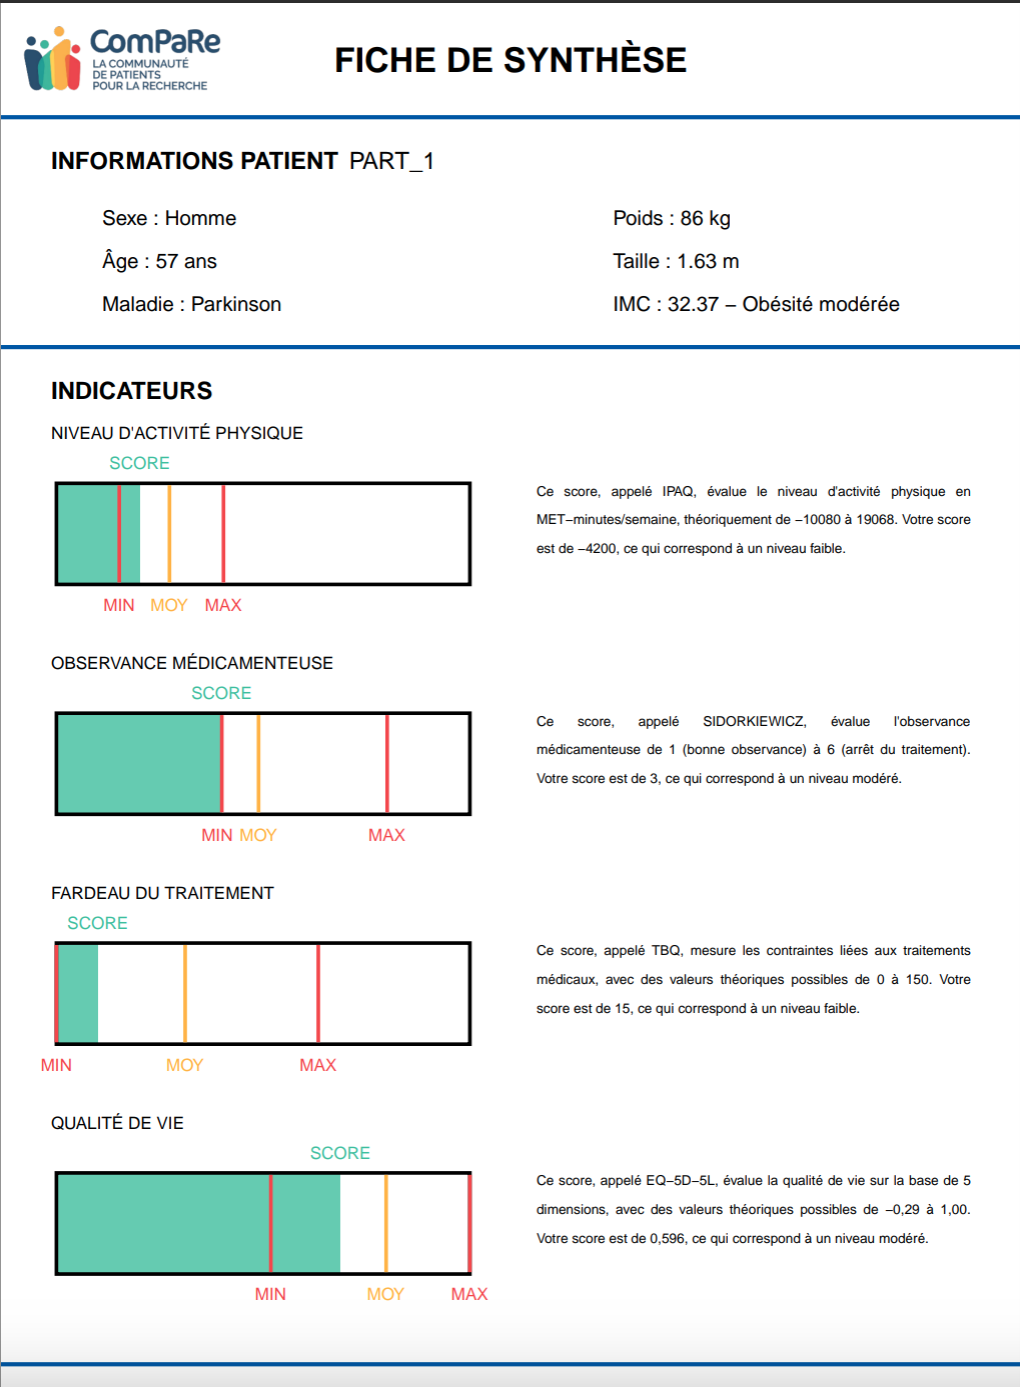 ComPaRe
LA COMMUNAUTÉ
DE PATIENTS
POUR LA RECHERCHE
FICHE DE SYNTHÈSE
INFORMATIONS PATIENT PART_1
Sexe : Homme
Poids : 86 kg
Âge : 57 ans
Taille : 1.63 m
Maladie : Parkinson
IMC : 32.37 – Obésité modérée
INDICATEURS
NIVEAU D'ACTIVITÉ PHYSIQUE
SCORE
MIN MOY MAX
Ce score, appelé IPAQ, évalue le niveau d'activité physique en
MET−minutes/semaine, théoriquement de −10080 à 19068. Votre score
est de −4200, ce qui correspond à un niveau faible.
OBSERVANCE MÉDICAMENTEUSE
SCORE
MIN MOY MAX
Ce score, appelé SIDORKIEWICZ, évalue l'observance
médicamenteuse de 1 (bonne observance) à 6 (arrêt du traitement).
Votre score est de 3, ce qui correspond à un niveau modéré.
FARDEAU DU TRAITEMENT
SCORE
MIN MOY MAX
Ce score, appelé TBQ, mesure les contraintes liées aux traitements
médicaux, avec des valeurs théoriques possibles de 0 à 150. Votre
score est de 15, ce qui correspond à un niveau faible.
QUALITÉ DE VIE
SCORE
MIN MOY MAX
Ce score, appelé EQ−5D−5L, évalue la qualité de vie sur la base de 5
dimensions, avec des valeurs théoriques possibles de −0,29 à 1,00.
Votre score est de 0,596, ce qui correspond à un niveau modéré.